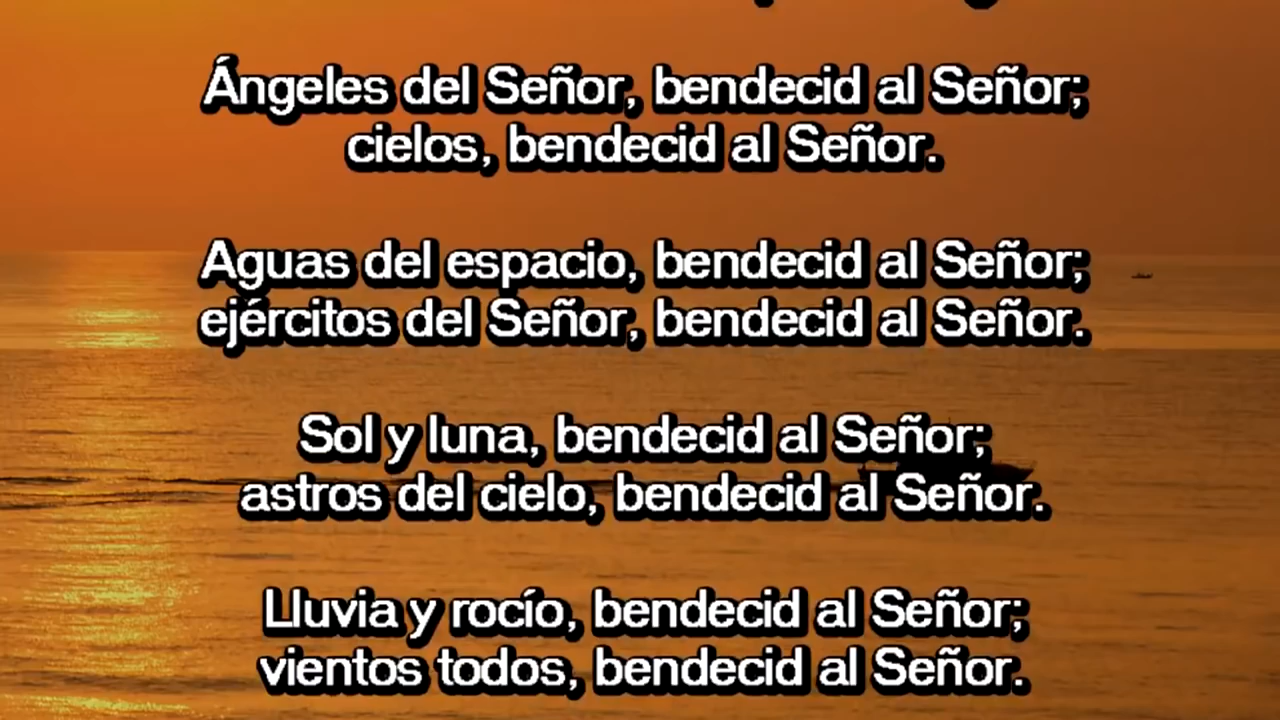 Ángeles del Señor, bendecid al Señor;
cielos, bendecid al Señor.
Aguas del espacio, bendecid al Señor;
ejércitos del Señor, bendecid al Señor.
Sol y luna, bendecid al Señor;
astros del cielo, bendecid al Señor.
Lluvia y rocío, bendecid al Señor;
vientos todos, bendecid al Señor.